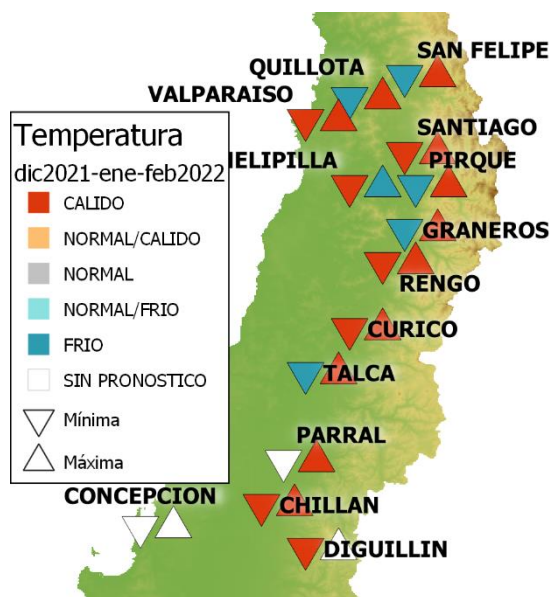 SAN FELIPE
QUILLOTA
VALPARAISO
SANTIAGO
ELIPILLA
PIRQUE
GRANEROS
RENGO
CURICO
TALCA
PARRAL
CONCEPCION
CHILLAN
DIGUILLIN
Temperatura
dic2021-ene-feb2022
CALIDO
NORMAL/CALIDO
NORMAL
NORMAL/FRIO
FRIO
SIN PRONOSTICO
Mínima
Máxima